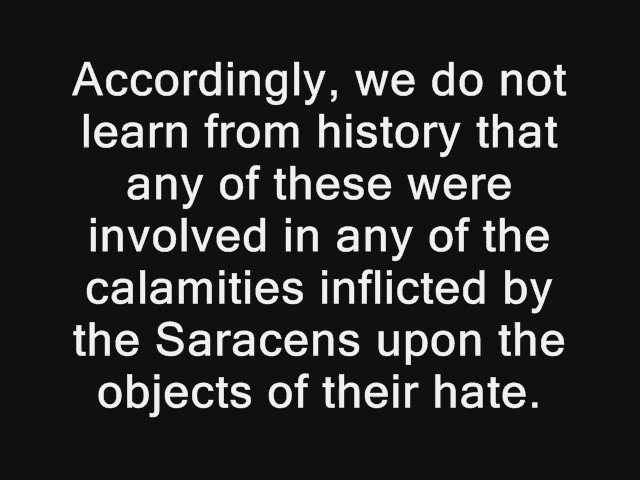 Accordingly, we do not
learn from history that
any of these were
involved in any of the
calamities inflicted by
the Saracens upon the
objects of their hate.